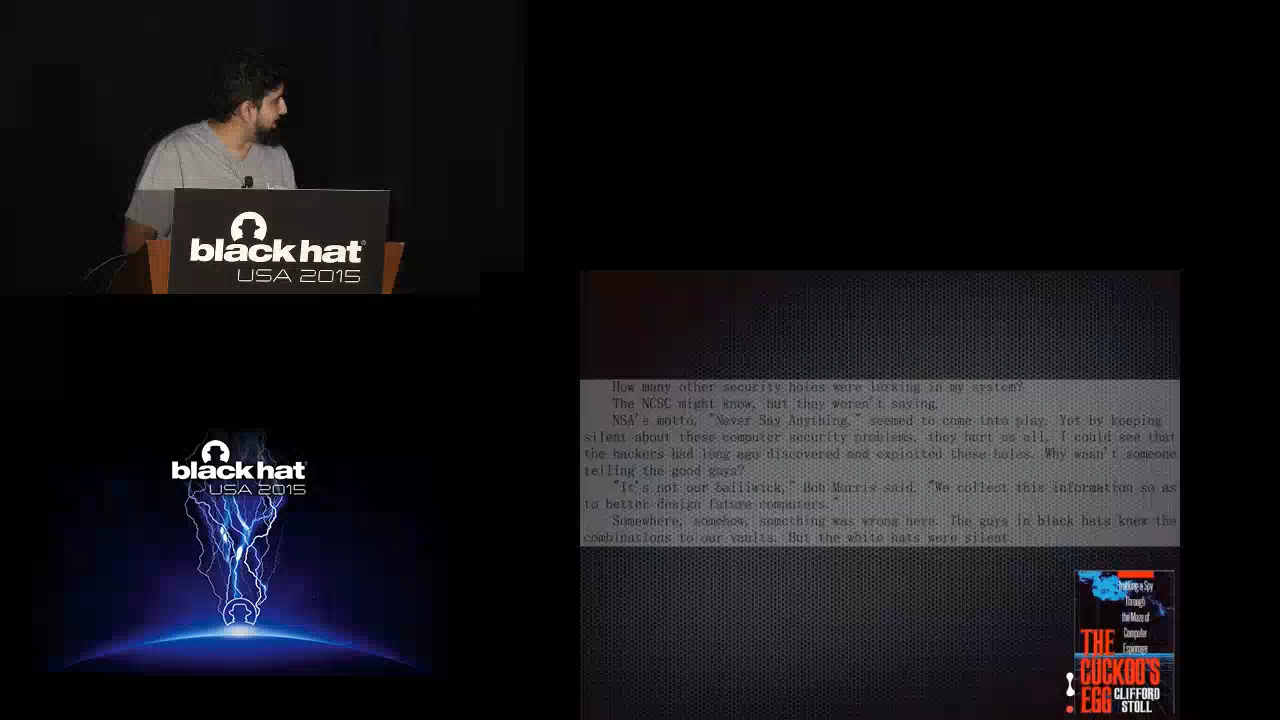 black hat
USA 2015
black hat
USA 2015
How many other security holes were lurking in my system?
The NCSC might know, but they weren't saying.
NSA's motto, "Never Say Anything," seemed to come into play. Yet by keeping
silent about these computer security problems, they hurt us all. I could see that
the hackers had long ago discovered and exploited these holes. Why wasn't someone
telling the good guys?
"It's not our bailiwick," Bob Morris said. "We collect this information so as
to better design future computers."
Somewhere, somehow, something was wrong here. The guys in black hats knew the
combinations to our vaults. But the white hats were silent.
Tracking a Spy
Through
the Maze of
Computer
Espionage
THE
CUCKOO'S
EGG
CLIFFORD
STOLL